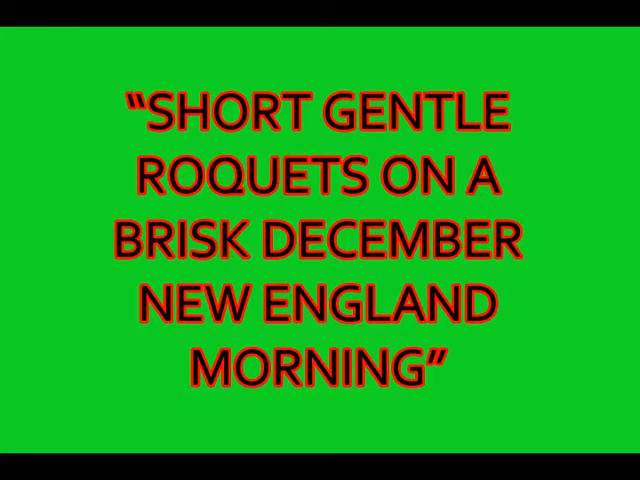 “SHORT GENTLE
ROQUETS ON A
BRISK DECEMBER
NEW ENGLAND
MORNING”